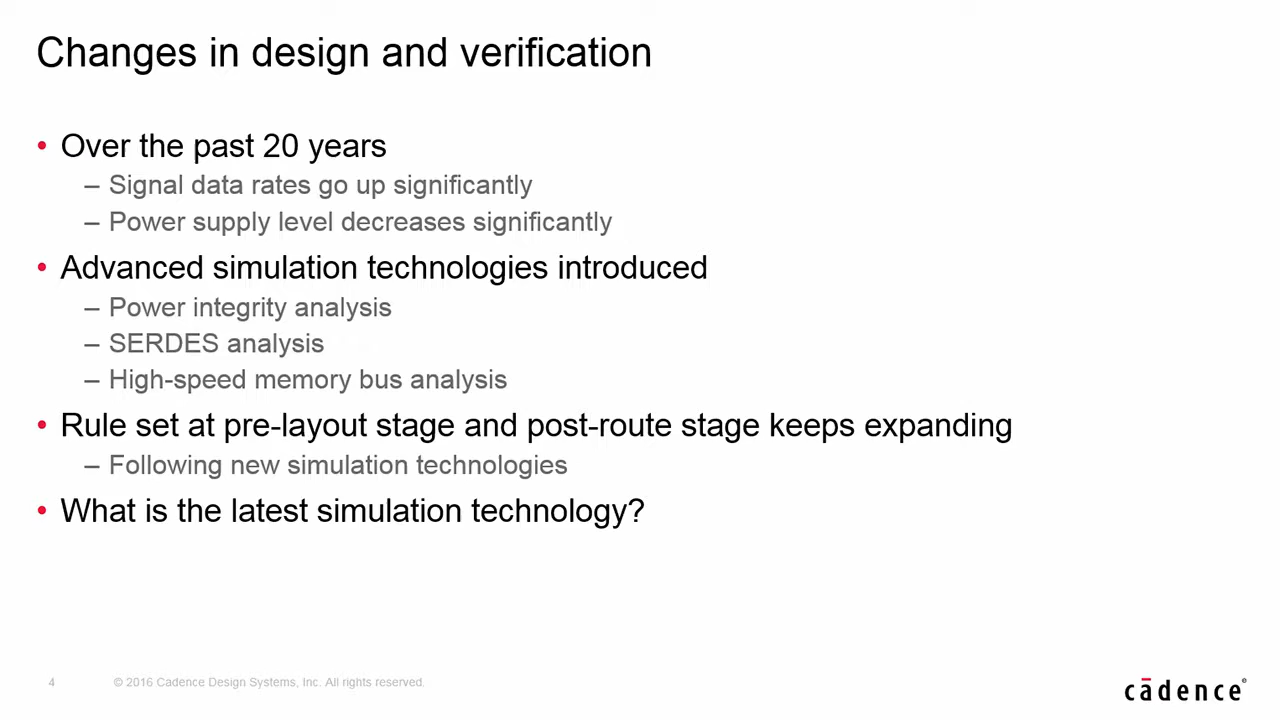 Changes in design and verification
• Over the past 20 years
– Signal data rates go up significantly
– Power supply level decreases significantly
• Advanced simulation technologies introduced
– Power integrity analysis
– SERDES analysis
– High-speed memory bus analysis
• Rule set at pre-layout stage and post-route stage keeps expanding
– Following new simulation technologies
• What is the latest simulation technology?
4 © 2016 Cadence Design Systems, Inc. All rights reserved.
cādence®